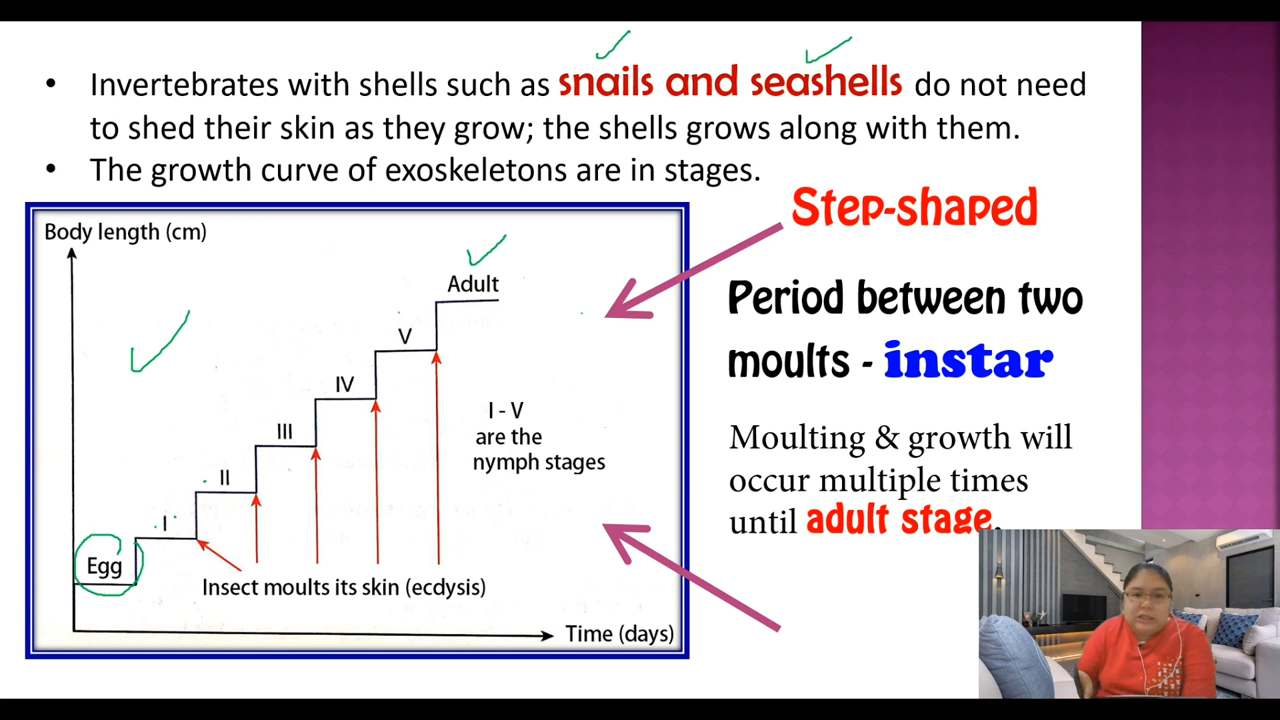 • Invertebrates with shells such as snails and seashells do not need
to shed their skin as they grow; the shells grows along with them.
• The growth curve of exoskeletons are in stages.
Step-shaped
Body length (cm)
Adult
V
IV
III
II
I
Egg
I - V
are the
nymph stages
Insect moults its skin (ecdysis)
Time (days)
Period between two
moults - instar
Moulting & growth will
occur multiple times
until adult stage.